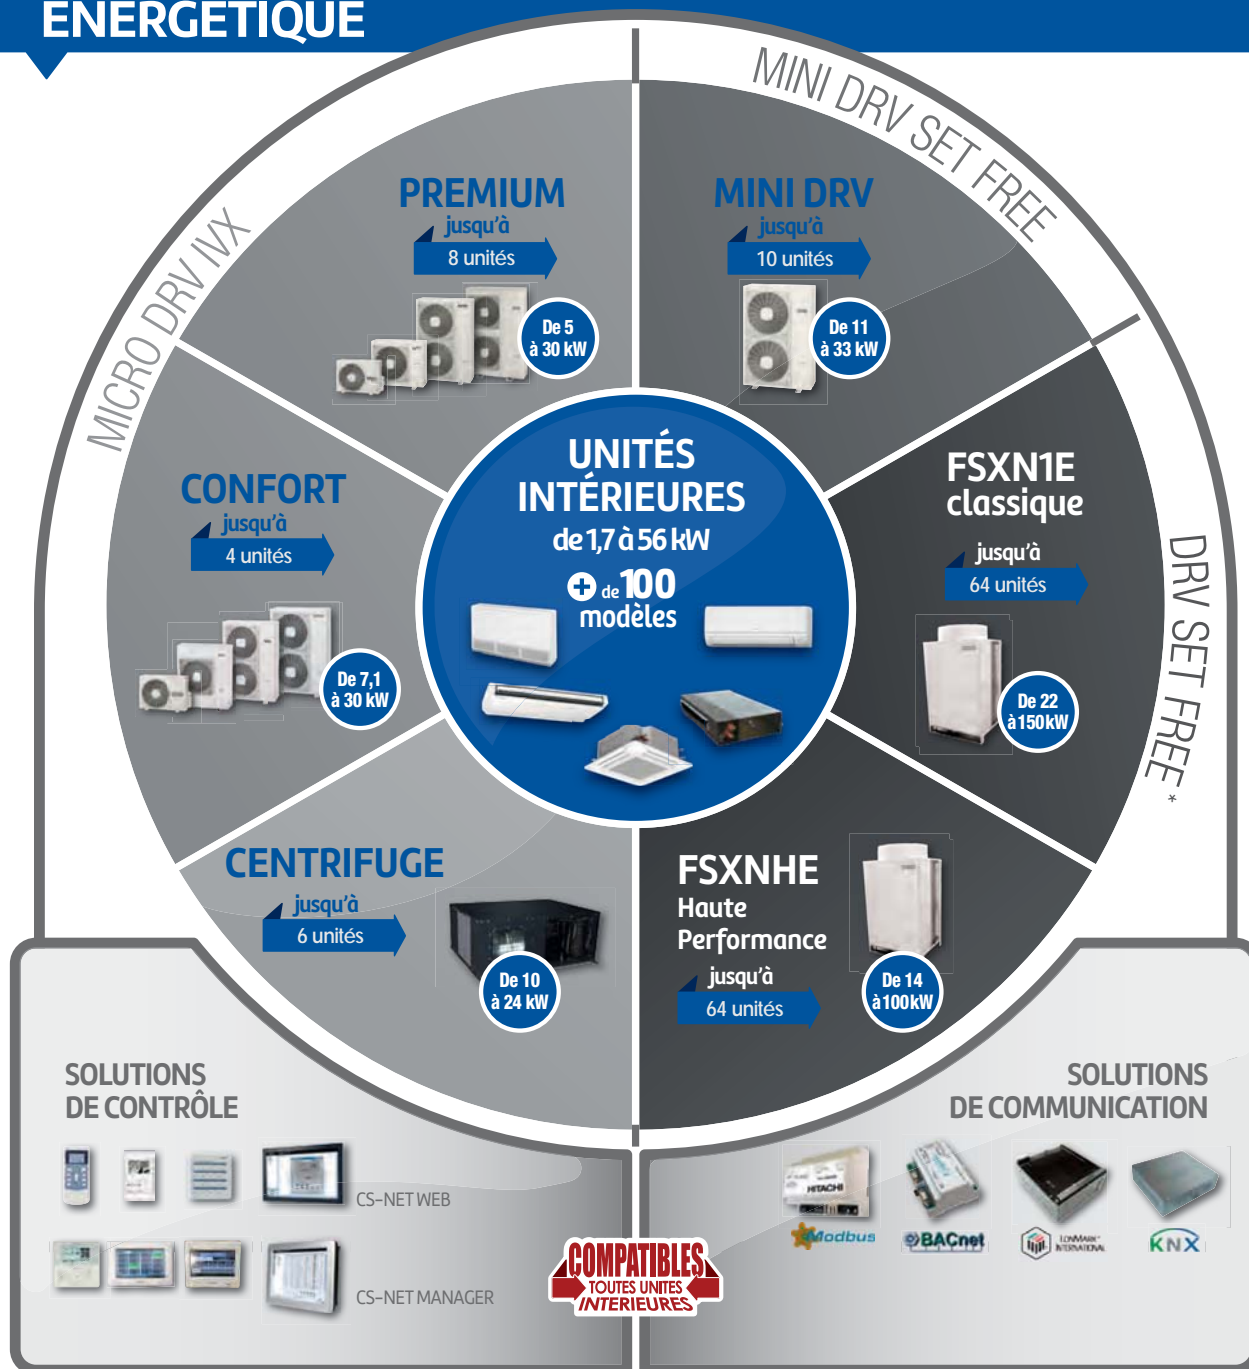 ENERGETIQUE
MICRO DRV IVX
MINI DRV SET FREE
DRV SET FREE *
PREMIUM
jusqu'à
8 unités
De 5
à 30 kW
MINI DRV
jusqu'à
10 unités
De 11
à 33 kW
CONFORT
jusqu'à
4 unités
De 7,1
à 30 kW
UNITÉS
INTÉRIEURES
de 1,7 à 56 kW
+ de 100
modèles
FSXN1E
classique
jusqu'à
64 unités
De 22
à 150 kW
CENTRIFUGE
jusqu'à
6 unités
De 10
à 24 kW
FSXNHE
Haute
Performance
jusqu'à
64 unités
De 14
à 100 kW
SOLUTIONS
DE CONTRÔLE
CS-NET WEB
CS-NET MANAGER
SOLUTIONS
DE COMMUNICATION
HITACHI
Modbus
BACnet
LONMARK
INTERNATIONAL
KNX
COMPATIBLES
TOUTES UNITES
INTERIEURES